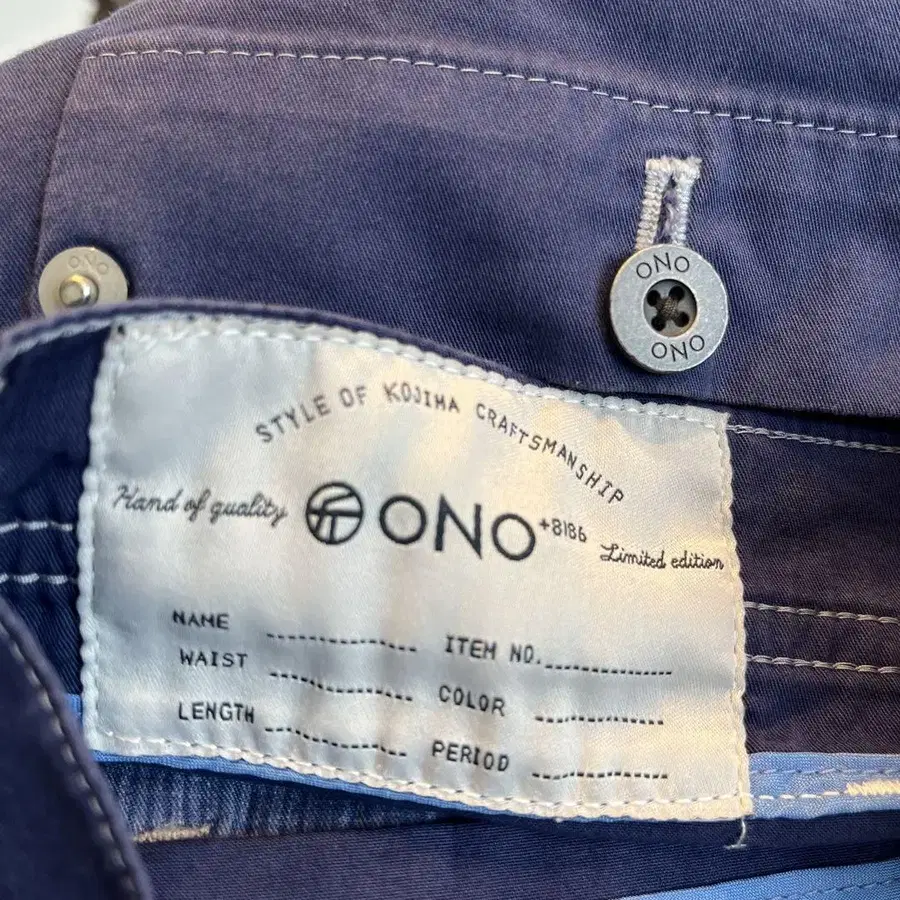 ONO
ONO
ONO
STYLE OF KOJIMA CRAFTSMANSHIP
Hand of quality
ONO +8186
Limited edition
NAME
ITEM NO.
WAIST
COLOR
LENGTH
PERIOD